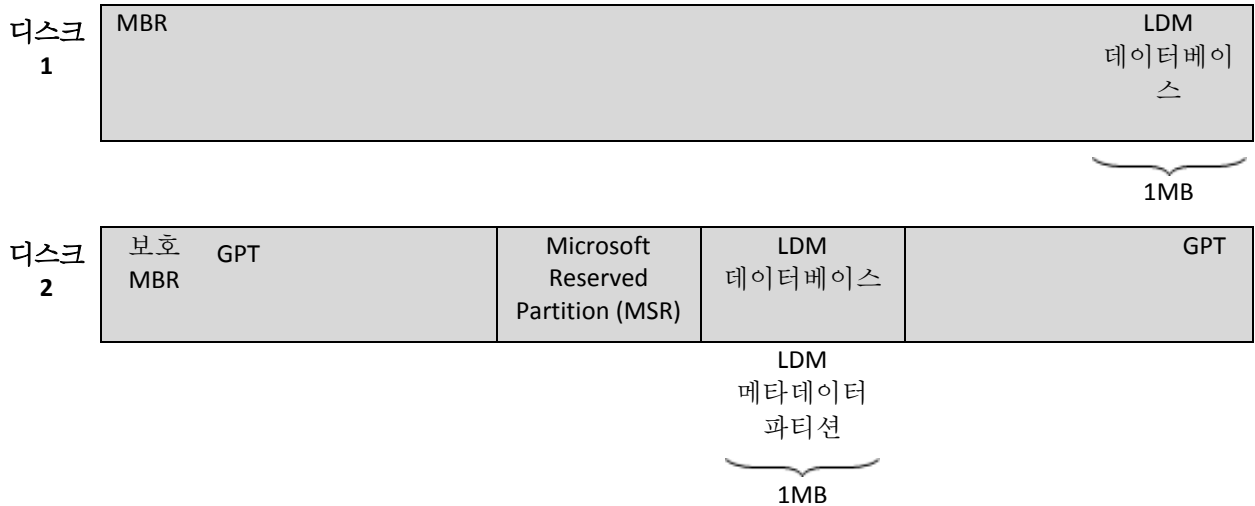 디스크
1
MBR
LDM
데이터베이
스
1MB
디스크
2
보호
MBR
GPT
Microsoft
Reserved
Partition (MSR)
LDM
데이터베이스
GPT
LDM
메타데이터
파티션
1MB